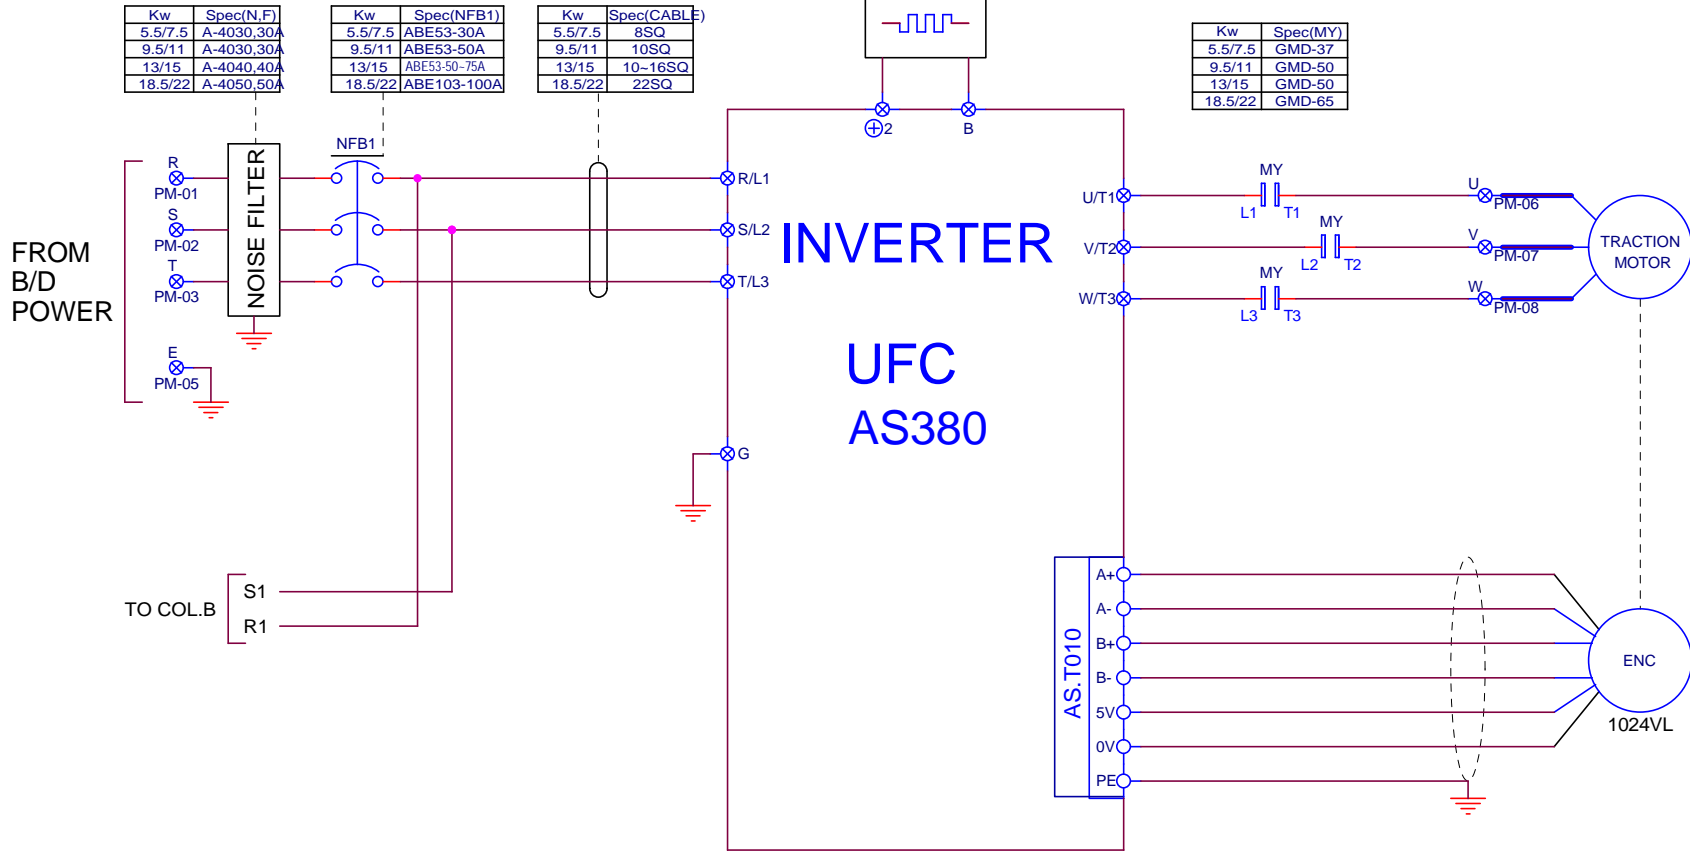 Kw Spec(N,F)
5.5/7.5 A-4030,30A
9.5/11 A-4030,30A
13/15 A-4040,40A
18.5/22 A-4050,50A
Kw Spec(NFB1)
5.5/7.5 ABE53-30A
9.5/11 ABE53-50A
13/15 ABE53-50~75A
18.5/22 ABE103-100A
Kw Spec(CABLE)
5.5/7.5 8SQ
9.5/11 10SQ
13/15 10~16SQ
18.5/22 22SQ
Kw Spec(MY)
5.5/7.5 GMD-37
9.5/11 GMD-50
13/15 GMD-50
18.5/22 GMD-65
2
B
FROM
B/D
POWER
R
PM-01
S
PM-02
T
PM-03
E
PM-05
NOISE FILTER
NFB1
R/L1
S/L2
T/L3
G
INVERTER
UFC
AS380
U/T1
V/T2
W/T3
MY
L1 T1
MY
L2 T2
MY
L3 T3
U
PM-06
V
PM-07
W
PM-08
TRACTION
MOTOR
TO COL.B
S1
R1
AS.T010
A+
A-
B+
B-
5V
0V
PE
ENC
1024VL